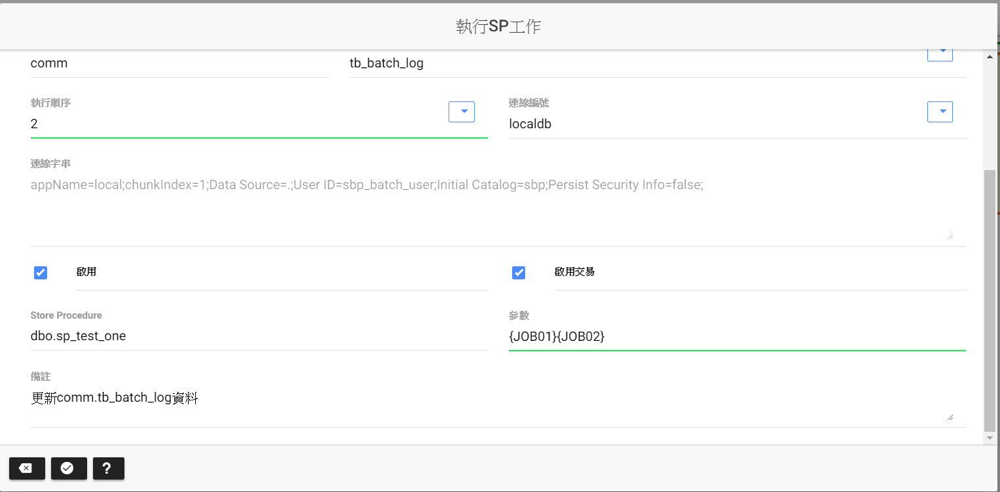 執行SP工作
comm
tb_batch_log
執行順序
連線編號
2
localdb
連線字串
appName=local;chunkIndex=1;Data Source=.;User ID=sbp_batch_user;Initial Catalog=sbp;Persist Security Info=false;
啟用
啟用交易
Store Procedure
參數
dbo.sp_test_one
{JOB01}{JOB02}
備註
更新comm.tb_batch_log資料
?